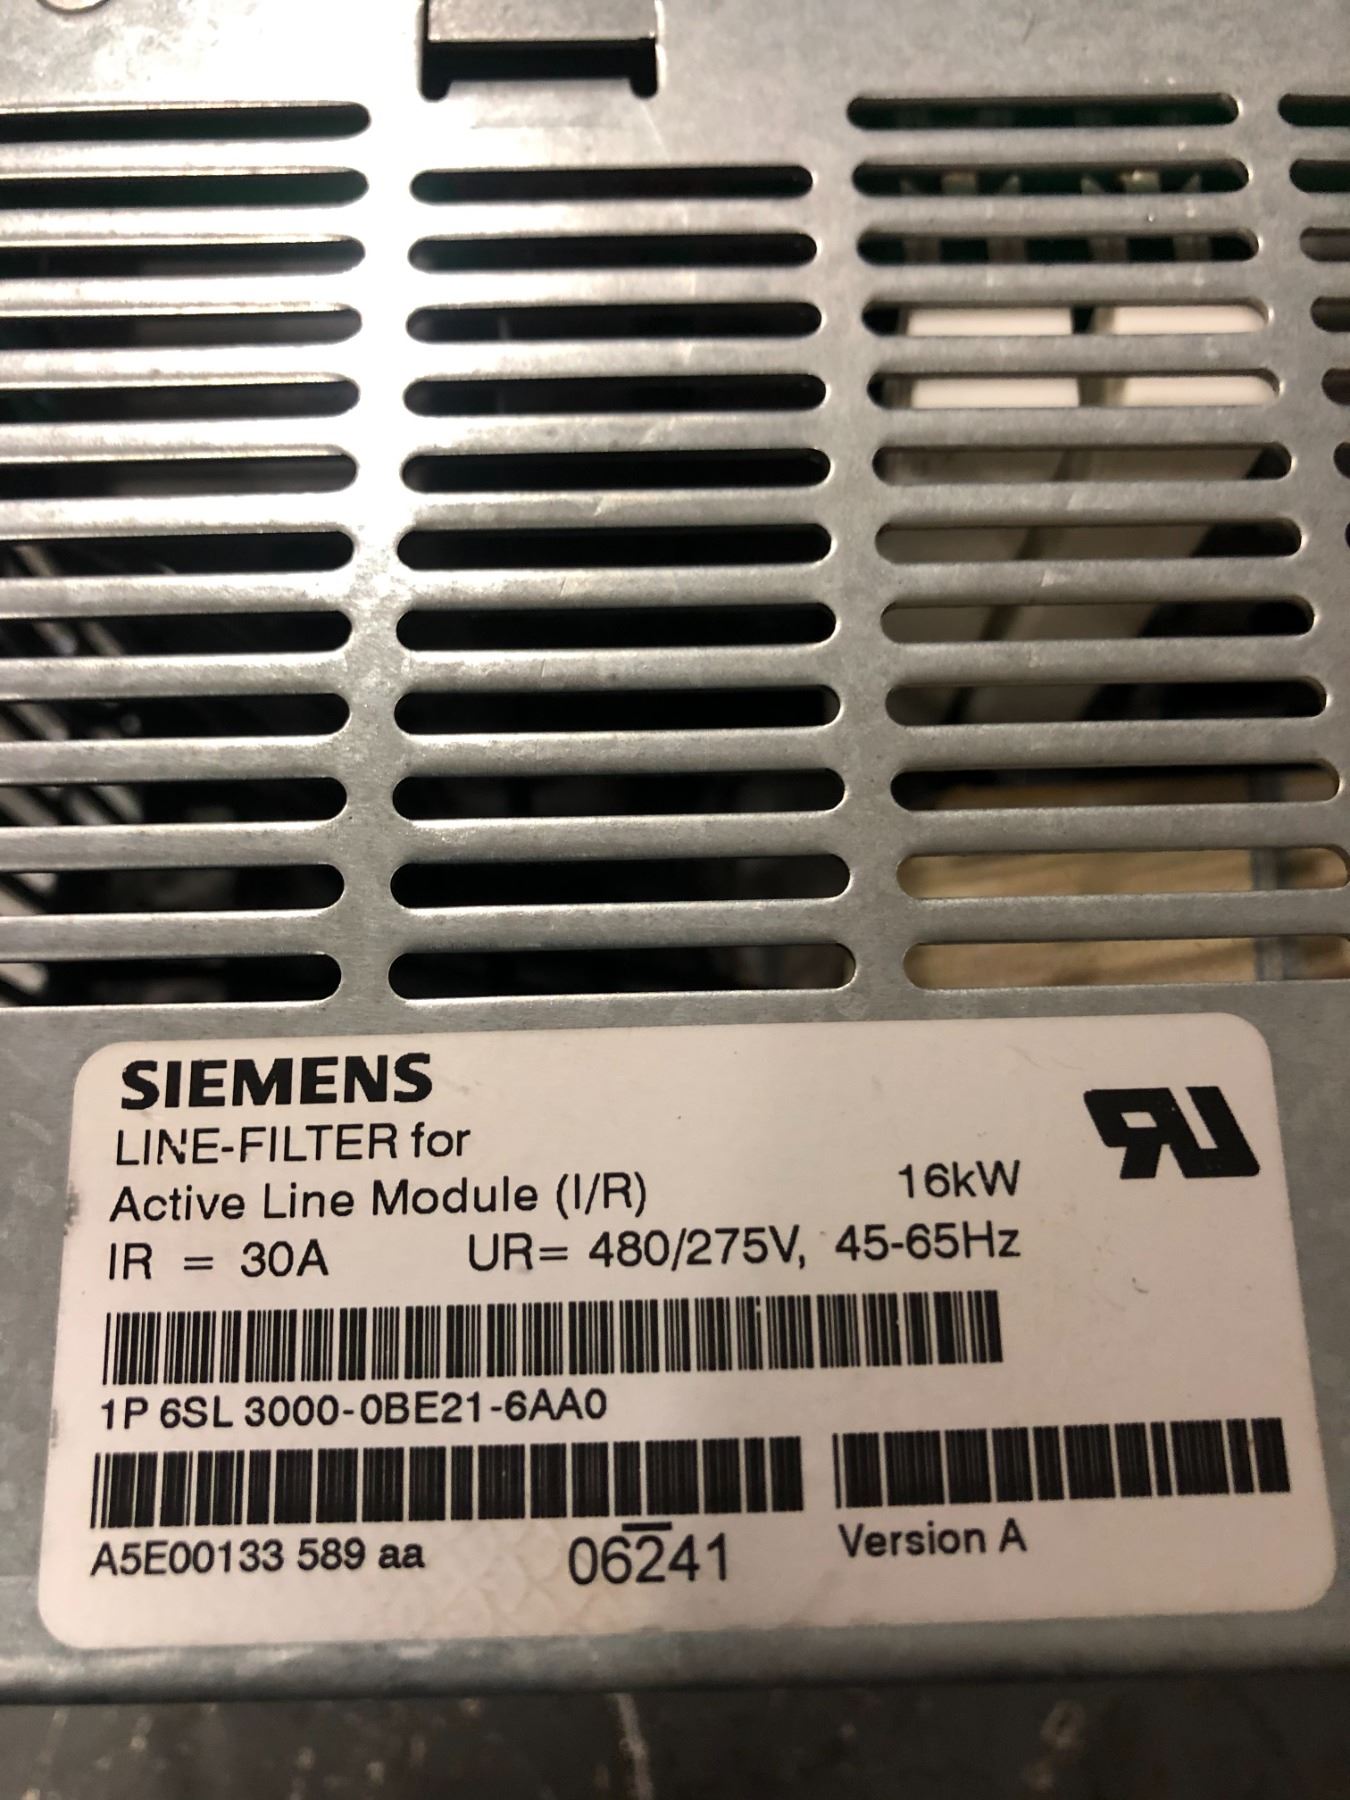 SIEMENS
LINE-FILTER for
Active Line Module (I/R) 16kW
IR = 30A UR= 480/275V, 45-65Hz
1P 6SL 3000-0BE21-6AA0
A5E00133 589 aa 06241 Version A